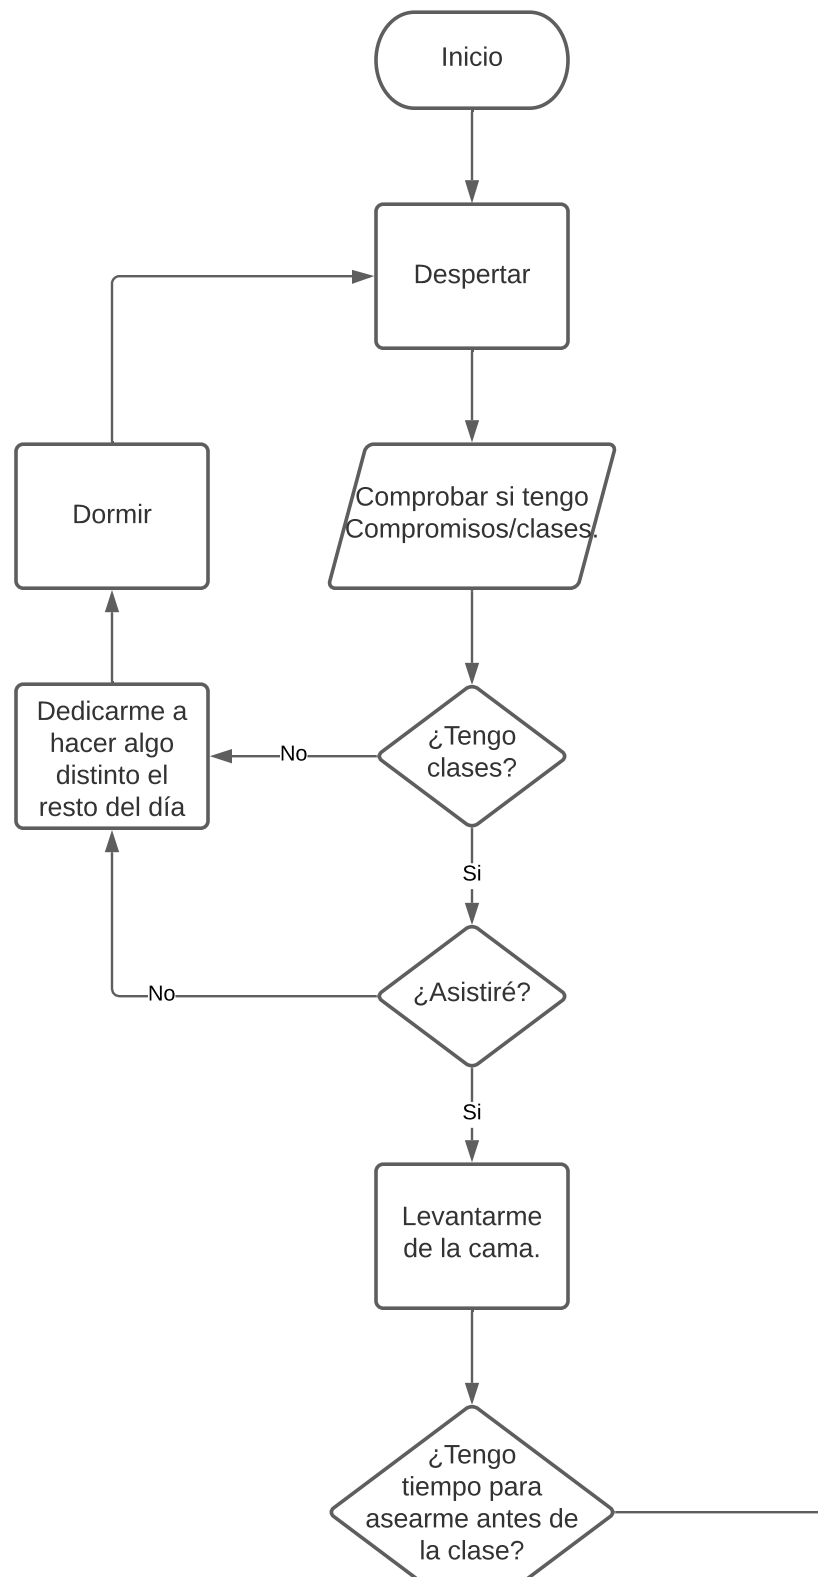 Inicio
Despertar
Dormir
Comprobar si tengo
Compromisos/clases.
Dedicarme a
hacer algo
distinto el
resto del día
No
¿Tengo
clases?
Si
¿Asistiré?
No
Si
Levantarme
de la cama.
¿Tengo
tiempo para
asearme antes de
la clase?